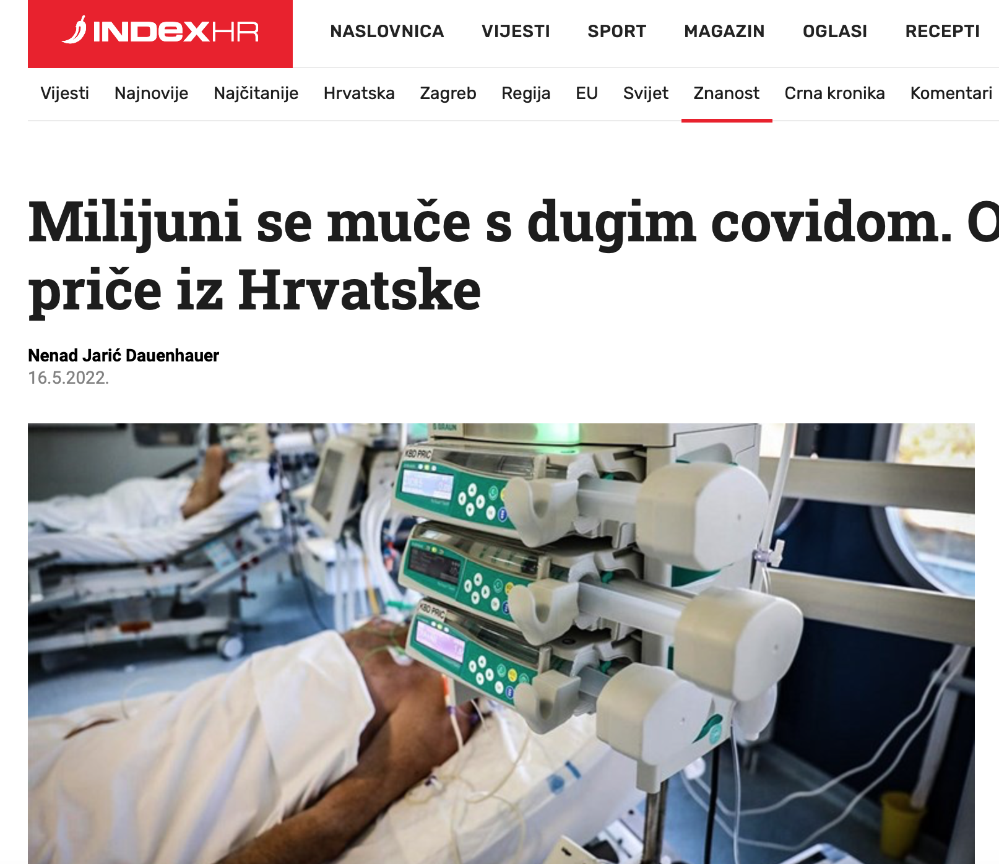 INDEXHR
NASLOVNICA VIJESTI SPORT MAGAZIN OGLASI RECEPTI
Vijesti Najnovije Najčitanije Hrvatska Zagreb Regija EU Svijet Znanost Crna kronika Komentari
Milijuni se muče s dugim covidom. O
priče iz Hrvatske
Nenad Jarić Dauenhauer
16.5.2022.
B BRAUN
KBD PRIC
KBD PRIC